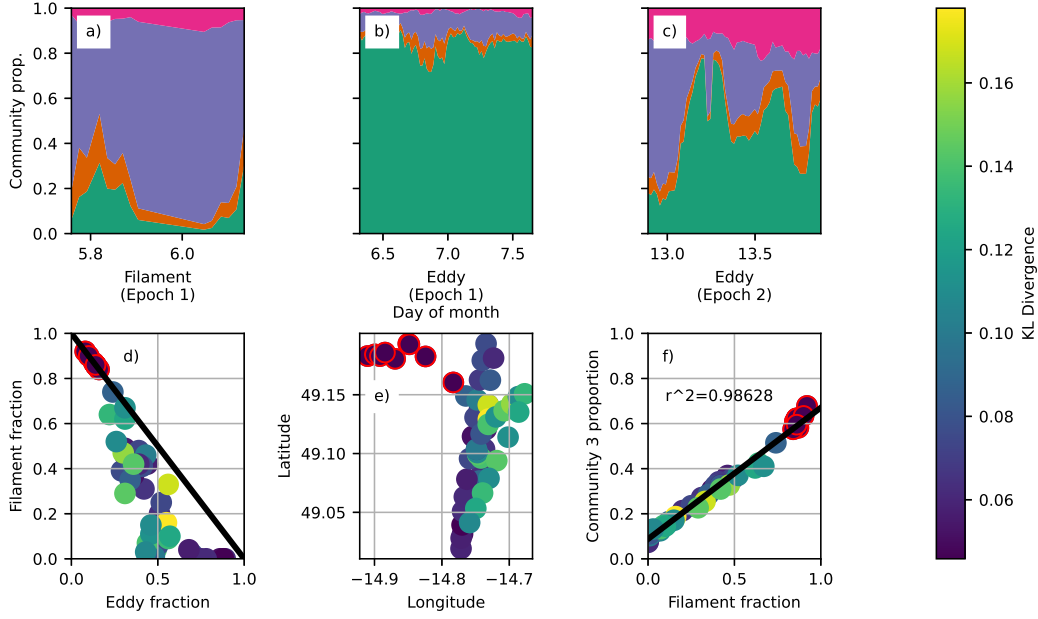 1.0
0.8
0.6
0.4
0.2
0.0
Community prop.
a)
5.8 6.0
Filament
(Epoch 1)
b)
6.5 7.0 7.5
Eddy
(Epoch 1)
Day of month
c)
13.0 13.5
Eddy
(Epoch 2)
1.0
0.8
0.6
0.4
0.2
0.0
Filament fraction
d)
0.0 0.5 1.0
Eddy fraction
49.15
49.10
49.05
Latitude
e)
−14.9 −14.8 −14.7
Longitude
1.0
0.8
0.6
0.4
0.2
0.0
Community 3 proportion
f)
r^2=0.98628
0.0 0.5 1.0
Filament fraction
0.16
0.14
0.12
0.10
0.08
0.06
KL Divergence